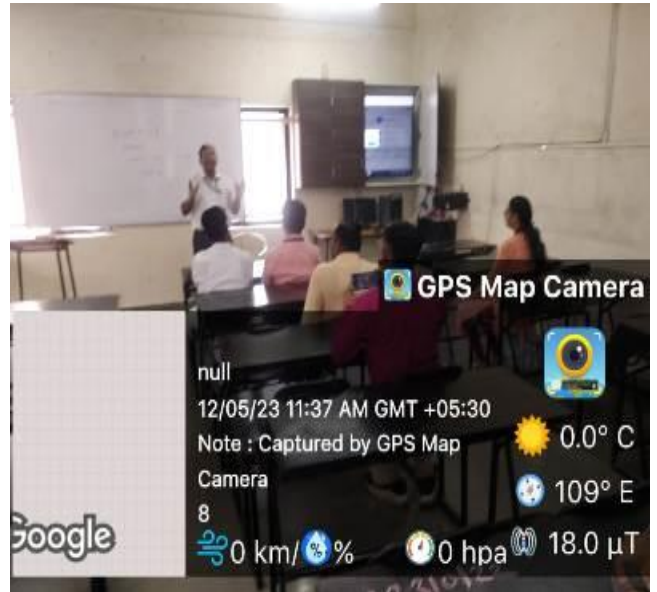 GPS Map Camera
null
12/05/23 11:37 AM GMT +05:30
Note : Captured by GPS Map
Camera
8
0.0° C
109° E
0 km/ % 0 hpa 18.0 µT
Google